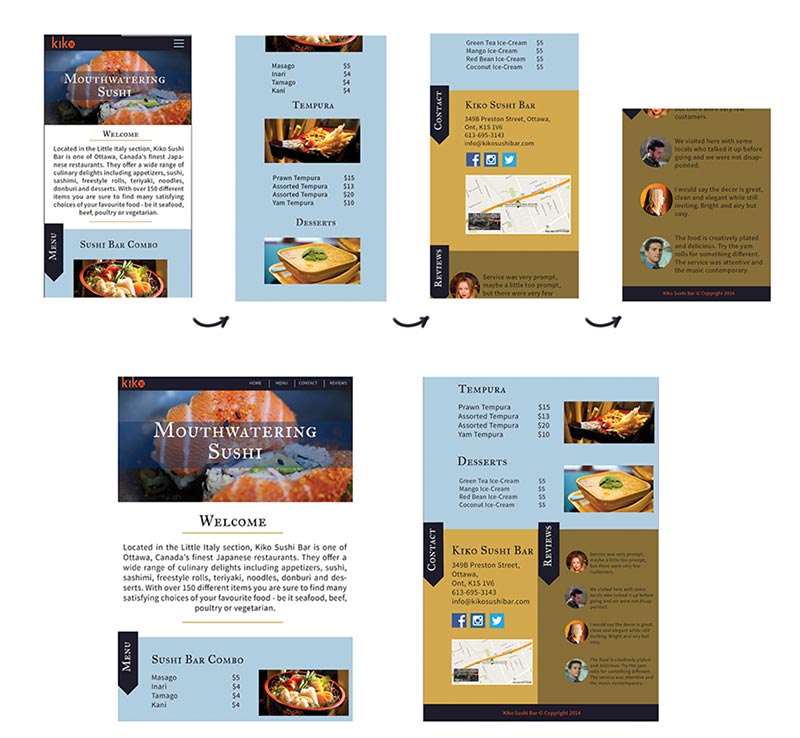 kiko
Mouthwatering
Sushi
Welcome
Located in the Little Italy section, Kiko Sushi
Bar is one of Ottawa, Canada's finest Japa-
nese restaurants. They offer a wide range of
culinary delights including appetizers, sushi,
sashimi, freestyle rolls, teriyaki, noodles,
donburi and desserts. With over 150 different
items you are sure to find many satisfying
choices of your favourite food - be it seafood,
beef, poultry or vegetarian.
Menu
Sushi Bar Combo
Masago $5
Inari $4
Tamago $4
Kani $4
Tempura
Prawn Tempura $15
Assorted Tempura $13
Assorted Tempura $20
Yam Tempura $10
Desserts
Green Tea Ice-Cream $5
Mango Ice-Cream $5
Red Bean Ice-Cream $5
Coconut Ice-Cream $5
Contact
Kiko Sushi Bar
349B Preston Street, Ottawa,
Ont, K1S 1V6
613-695-3143
info@kikosushibar.com
Reviews
Service was very prompt,
maybe a little too prompt,
but there were very few
but there were very few
customers.
We visited here with some
locals who talked it up before
going and we were not disap-
pointed.
I would say the decor is great,
clean and elegant while still
inviting. Bright and airy but
cosy.
The food is creatively plated
and delicious. Try the yam
rolls for something different.
The service was attentive and
the music contemporary.
Kiko Sushi Bar © Copyright 2014
kiko
HOME | MENU | CONTACT | REVIEWS
Mouthwatering
Sushi
Welcome
Located in the Little Italy section, Kiko Sushi Bar is one of
Ottawa, Canada's finest Japanese restaurants. They offer a
wide range of culinary delights including appetizers, sushi,
sashimi, freestyle rolls, teriyaki, noodles, donburi and des-
serts. With over 150 different items you are sure to find many
satisfying choices of your favourite food - be it seafood, beef,
poultry or vegetarian.
Menu
Sushi Bar Combo
Masago $5
Inari $4
Tamago $4
Kani $4
Tempura
Prawn Tempura $15
Assorted Tempura $13
Assorted Tempura $20
Yam Tempura $10
Desserts
Green Tea Ice-Cream $5
Mango Ice-Cream $5
Red Bean Ice-Cream $5
Coconut Ice-Cream $5
Contact
Kiko Sushi Bar
349B Preston Street,
Ottawa,
Ont, K1S 1V6
613-695-3143
info@kikosushibar.com
Reviews
Service was very prompt,
maybe a little too prompt,
but there were very few
customers.
We visited here with some
locals who talked it up before
going and we were not disap-
pointed.
I would say the decor is great,
clean and elegant while still
inviting. Bright and airy but
cosy.
The food is creatively plated
and delicious. Try the yam
rolls for something different.
The service was attentive and
the music contemporary.
Kiko Sushi Bar © Copyright 2014